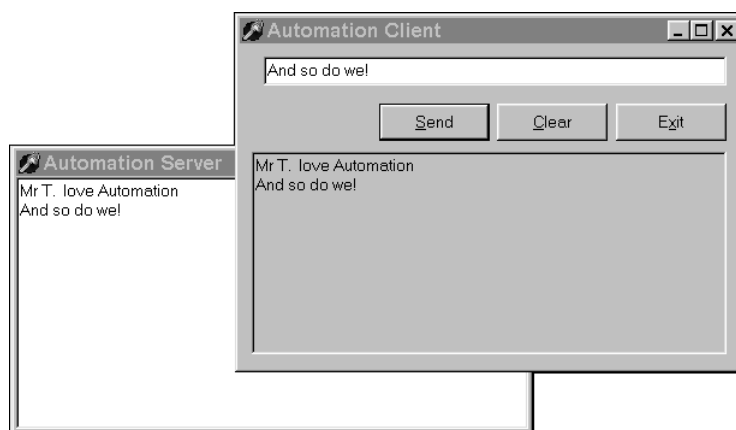 Automation Client
And so do we!
Send Clear Exit
Mr T. love Automation
And so do we!
Automation Server
Mr T. love Automation
And so do we!